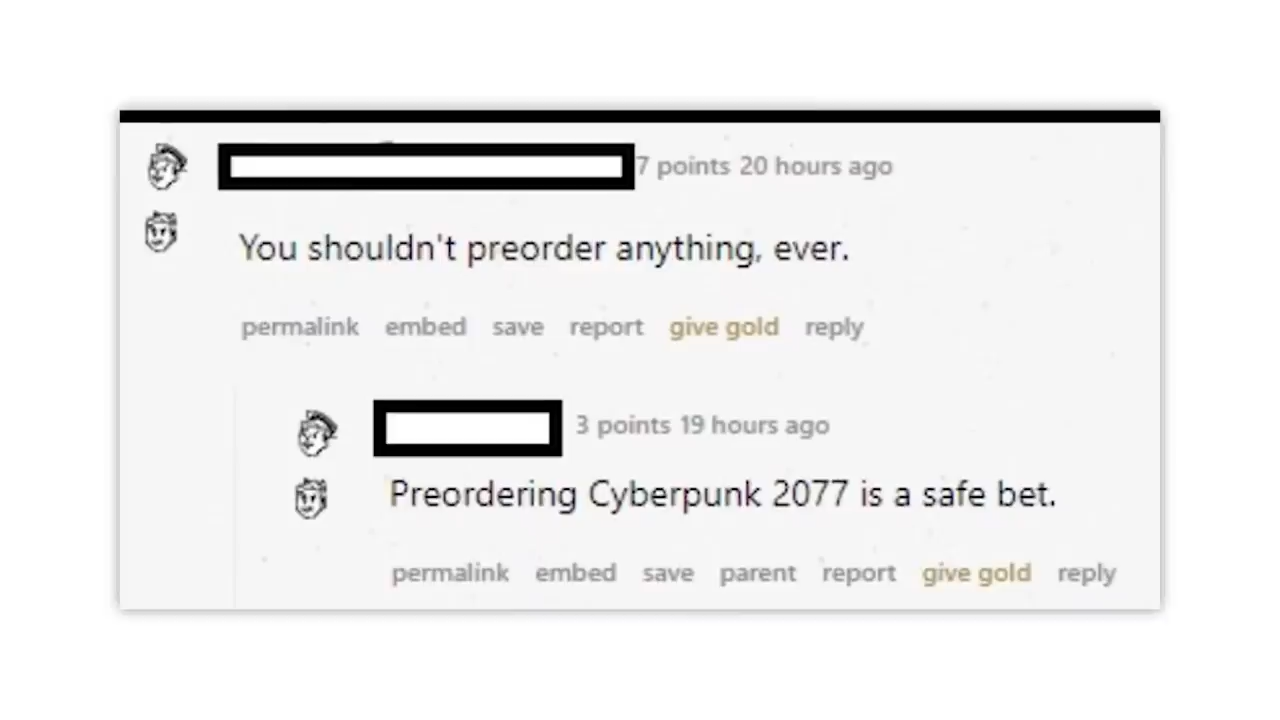 7 points 20 hours ago
You shouldn't preorder anything, ever.
permalink embed save report give gold reply
3 points 19 hours ago
Preordering Cyberpunk 2077 is a safe bet.
permalink embed save parent report give gold reply